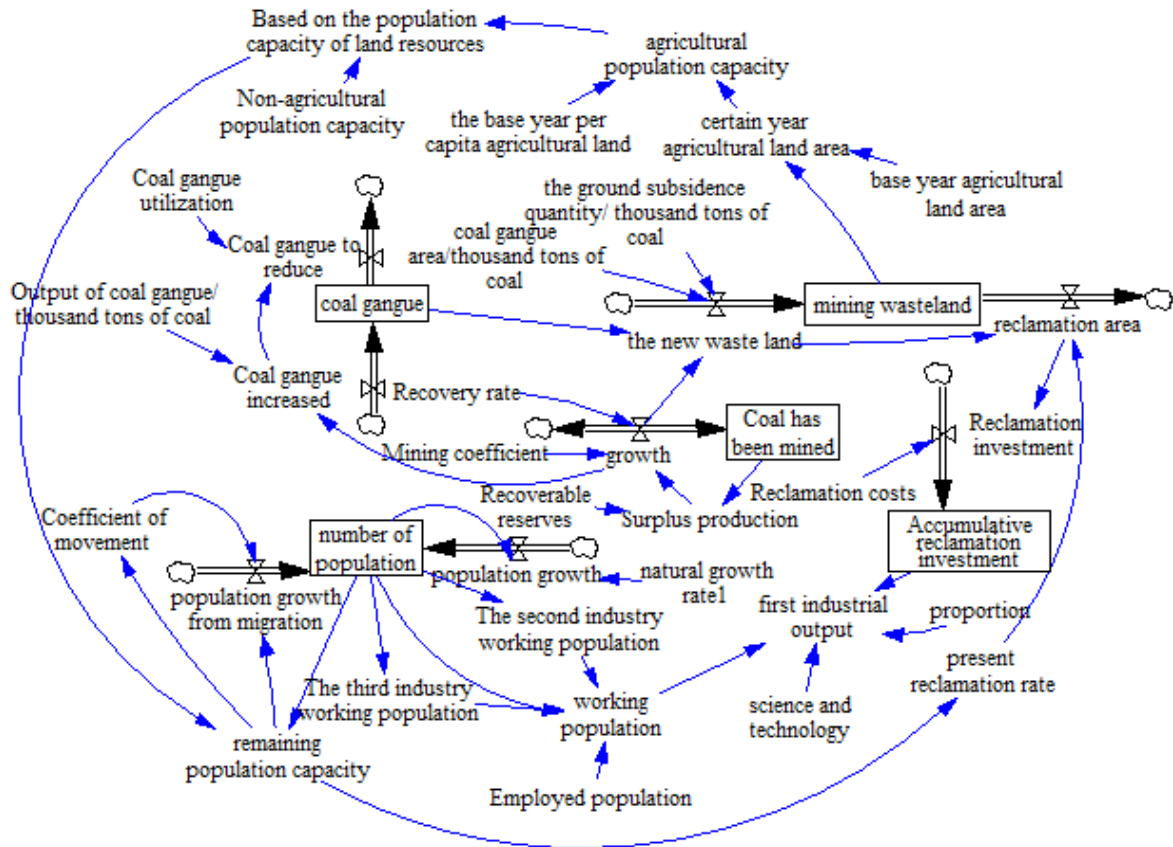 Based on the population
capacity of land resources
agricultural
population capacity
Non-agricultural
population capacity
the base year per
capita agricultural land
certain year
agricultural land area
base year agricultural
land area
Coal gangue
utilization
the ground subsidence
quantity/ thousand tons of
coal
Coal gangue to
reduce
coal gangue
area/thousand tons of
coal
Output of coal gangue/
thousand tons of coal
coal gangue
mining wasteland
the new waste land
reclamation area
Coal gangue
increased
Recovery rate
Coal has
been mined
Reclamation
investment
Mining coefficient
growth
Recoverable
reserves
Surplus production
Reclamation costs
Coefficient of
movement
number of
population
Accumulative
reclamation
investment
population growth
natural growth
rate1
population growth
from migration
The second industry
working population
first industrial
output
proportion
present
reclamation rate
The third industry
working population
working
population
science and
technology
remaining
population capacity
Employed population